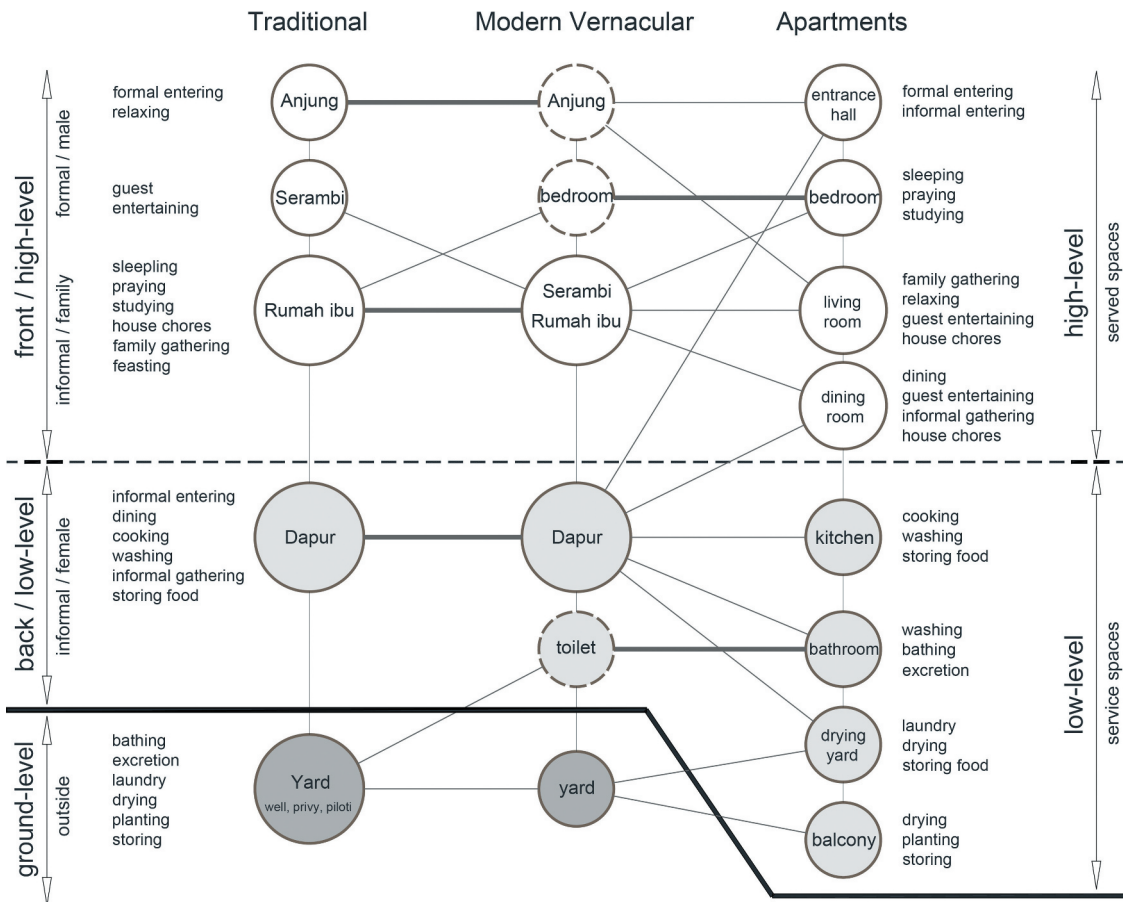 Traditional
Modern Vernacular
Apartments
front / high-level
formal / male
informal / family
formal entering
relaxing
guest
entertaining
sleepling
praying
studying
house chores
family gathering
feasting
Anjung
Serambi
Rumah ibu
Anjung
bedroom
Serambi
Rumah ibu
entrance
hall
bedroom
living
room
dining
room
formal entering
informal entering
sleeping
praying
studying
family gathering
relaxing
guest entertaining
house chores
dining
guest entertaining
informal gathering
house chores
high-level
served spaces
back / low-level
informal / female
informal entering
dining
cooking
washing
informal gathering
storing food
Dapur
Dapur
toilet
kitchen
bathroom
drying
yard
balcony
cooking
washing
storing food
washing
bathing
excretion
laundry
drying
storing food
drying
planting
storing
low-level
service spaces
ground-level
outside
bathing
excretion
laundry
drying
planting
storing
Yard
well, privy, piloti
yard